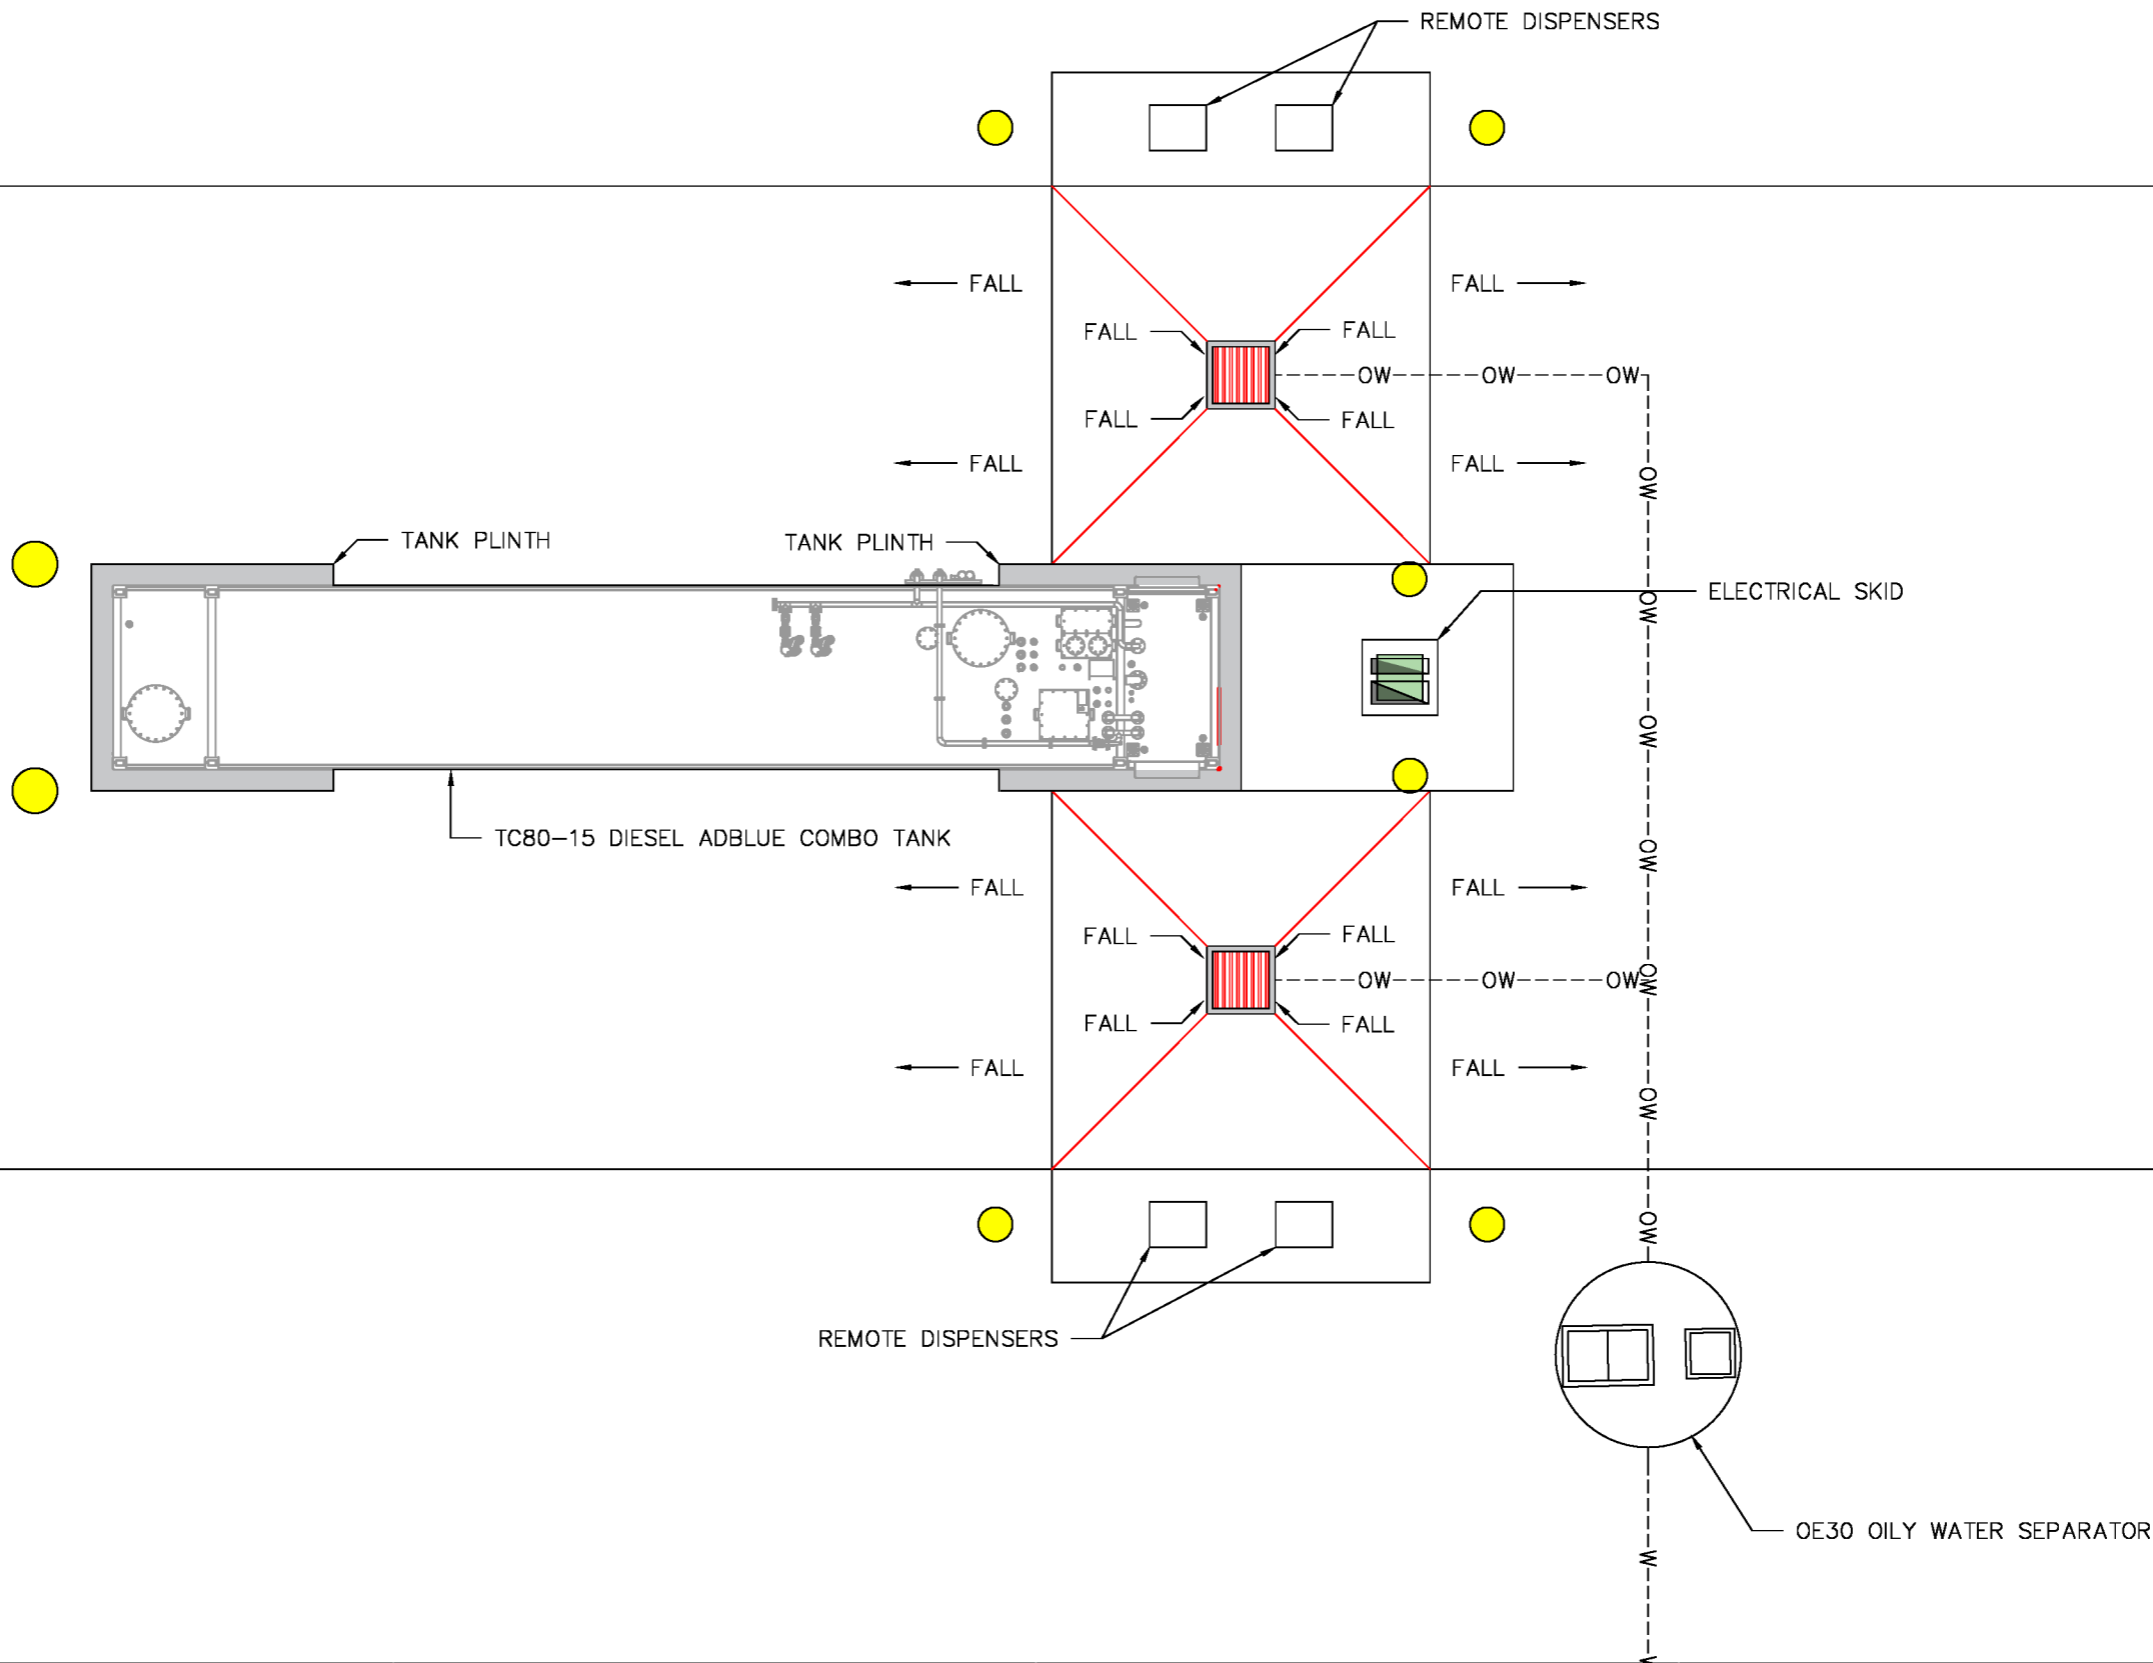 REMOTE DISPENSERS
FALL
FALL
FALL
FALL
OW OW OW
FALL
FALL
FALL
FALL
OW
TANK PLINTH
TANK PLINTH
ELECTRICAL SKID
OW
OW
TC80-15 DIESEL ADBLUE COMBO TANK
OW
FALL
FALL
FALL
FALL
OW OW OW
OW
FALL
FALL
FALL
FALL
OW
OW
REMOTE DISPENSERS
OE30 OILY WATER SEPARATOR
W